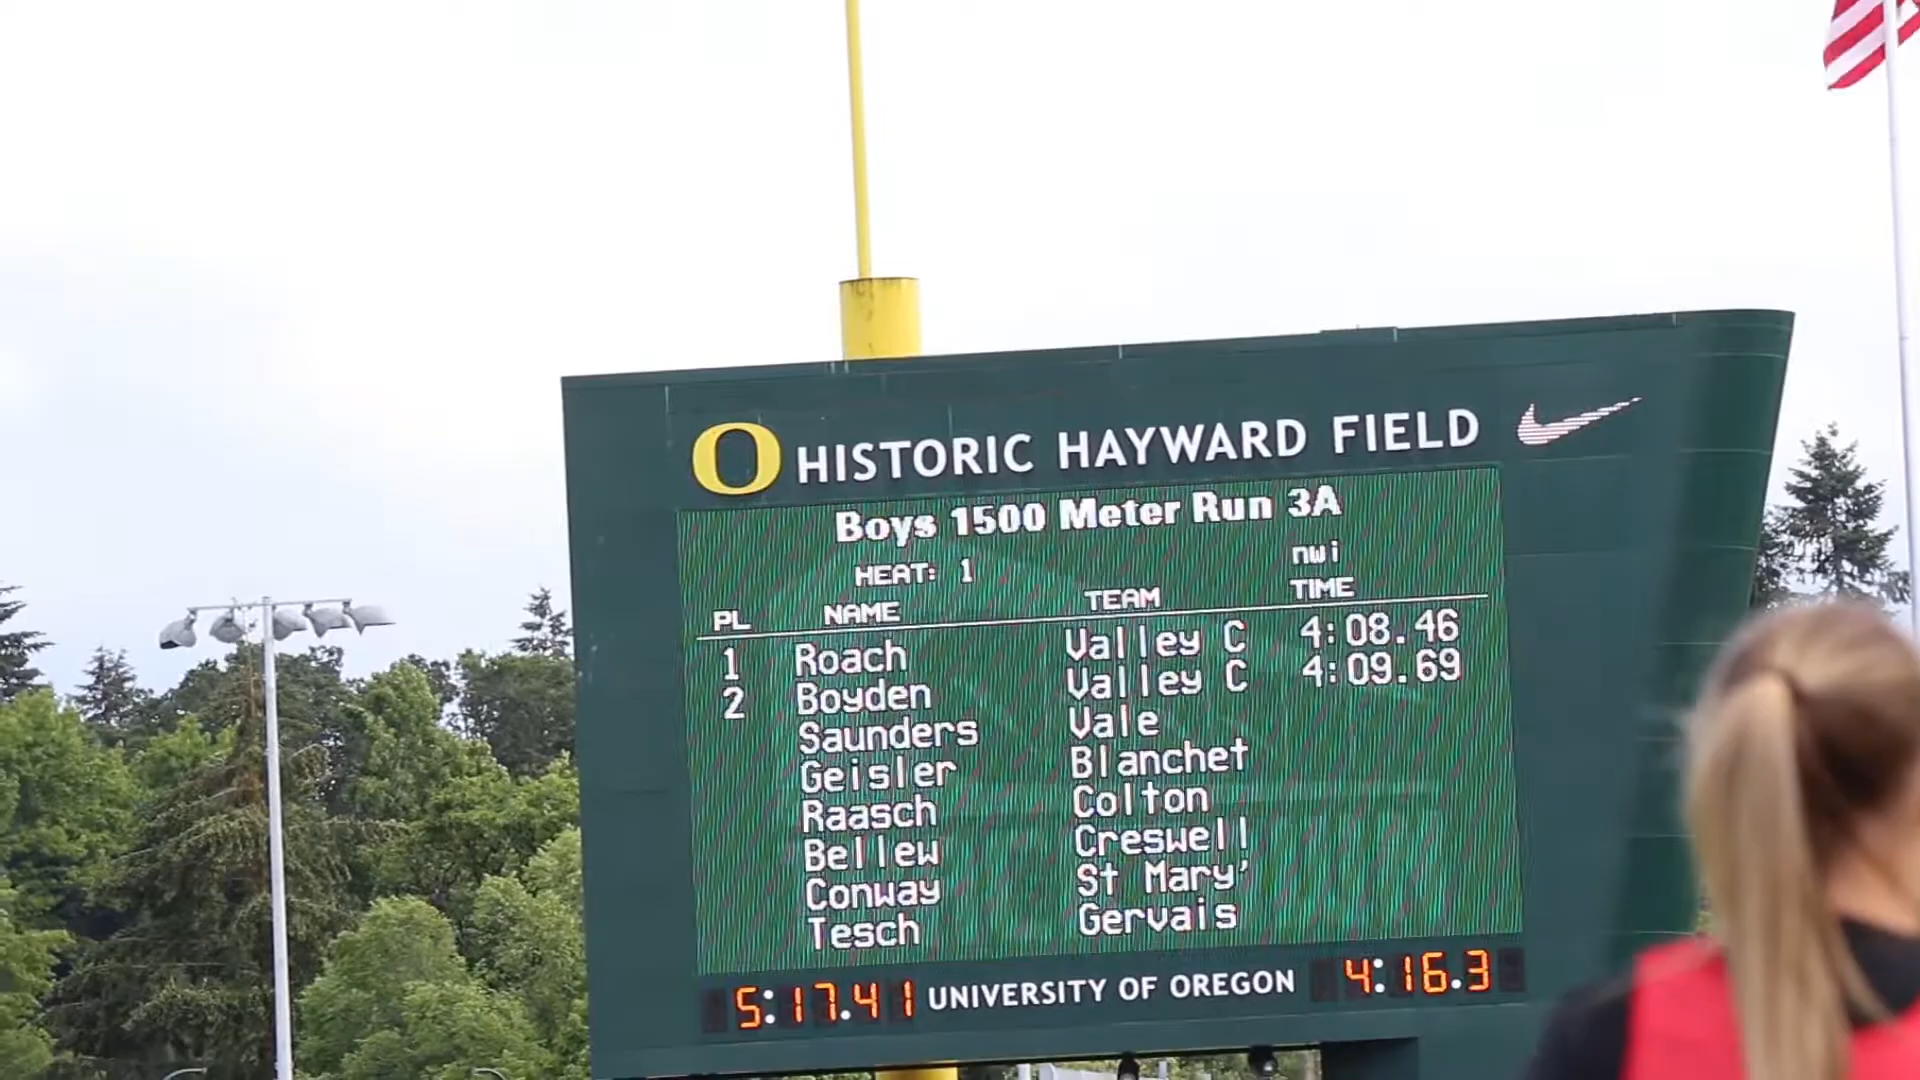 O HISTORIC HAYWARD FIELD
Boys 1500 Meter Run 3A
HEAT: 1 nwi
PL NAME TEAM TIME
1 Roach Valley C 4:08.46
2 Boyden Valley C 4:09.69
Saunders Vale
Geisler Blanchet
Raasch Colton
Bellew Creswell
Conway St Mary'
Tesch Gervais
5:17.41 UNIVERSITY OF OREGON 4:16.3